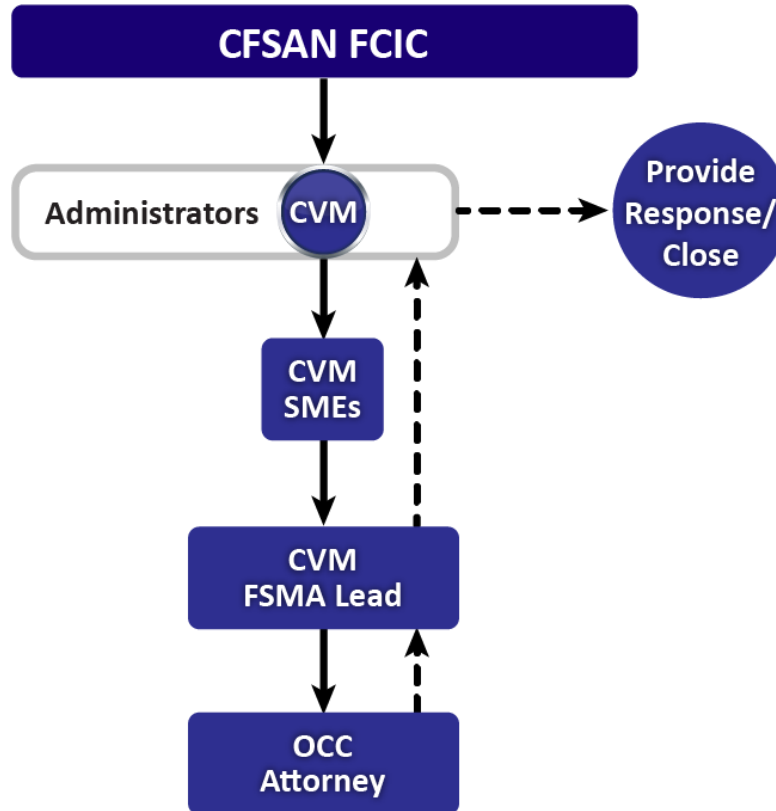 CFSAN FCIC
Administrators CVM
Provide
Response/
Close
CVM
SMEs
CVM
FSMA Lead
OCC
Attorney